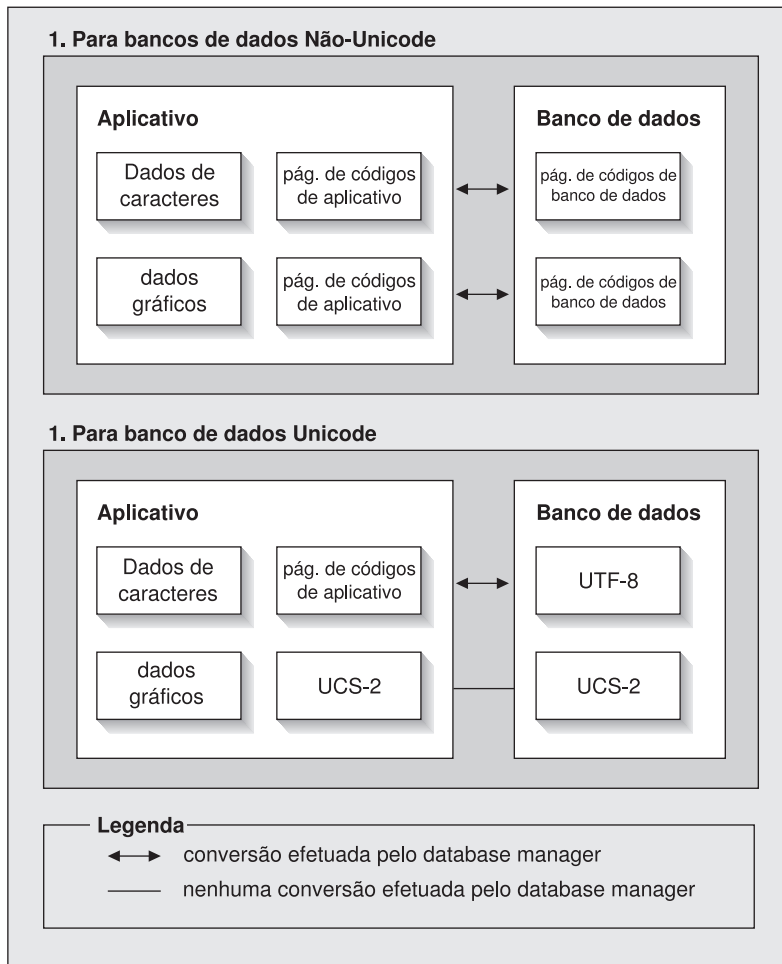 1. Para bancos de dados Não-Unicode
Aplicativo
Banco de dados
Dados de
caracteres
pág. de códigos
de aplicativo
pág. de códigos de
banco de dados
dados
gráficos
pág. de códigos
de aplicativo
pág. de códigos de
banco de dados
1. Para banco de dados Unicode
Aplicativo
Banco de dados
Dados de
caracteres
pág. de códigos
de aplicativo
UTF-8
dados
gráficos
UCS-2
UCS-2
Legenda
conversão efetuada pelo database manager
nenhuma conversão efetuada pelo database manager